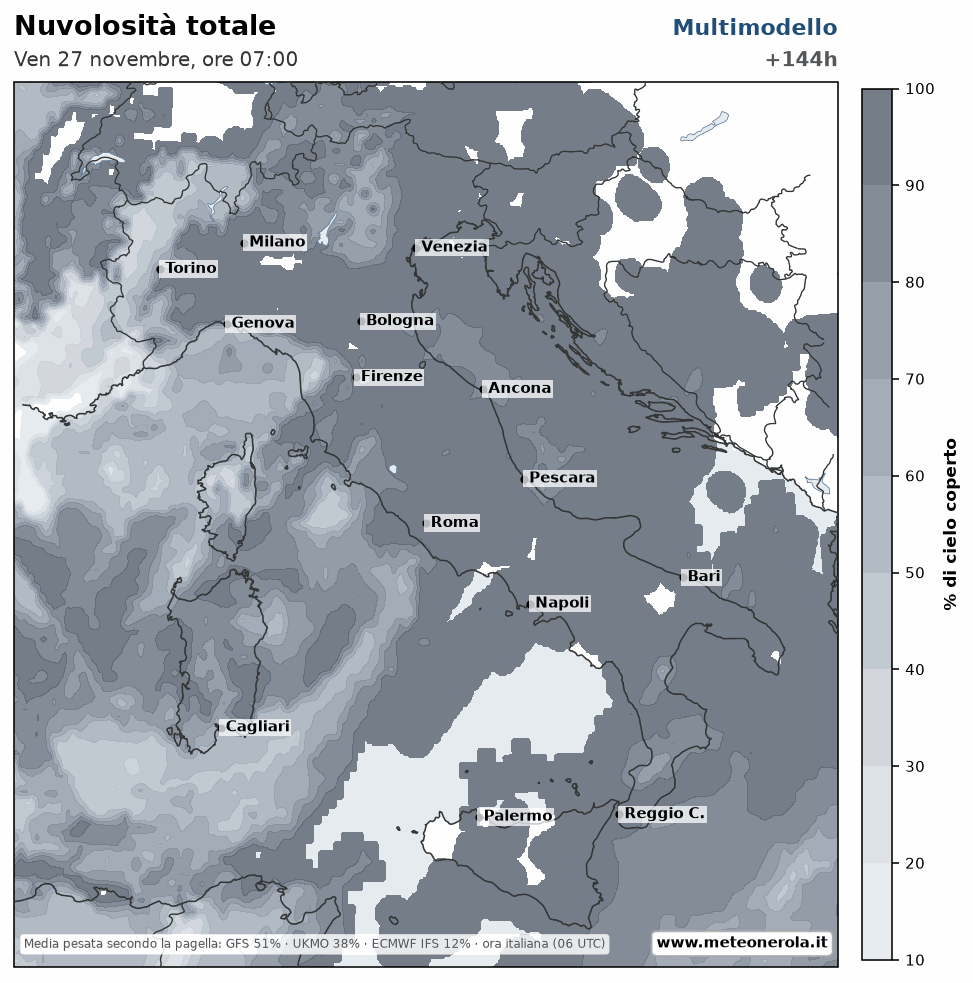 Nuvolosità totale
Multimodello
Ven 27 novembre, ore 07:00
+144h
100
90
80
70
60
50
40
30
20
10
% di cielo coperto
Milano
Venezia
Torino
Genova
Bologna
Firenze
Ancona
Pescara
Roma
Bari
Napoli
Cagliari
Palermo
Reggio C.
Media pesata secondo la pagella: GFS 51% · UKMO 38% · ECMWF IFS 12% · ora italiana (06 UTC)
www.meteonerola.it